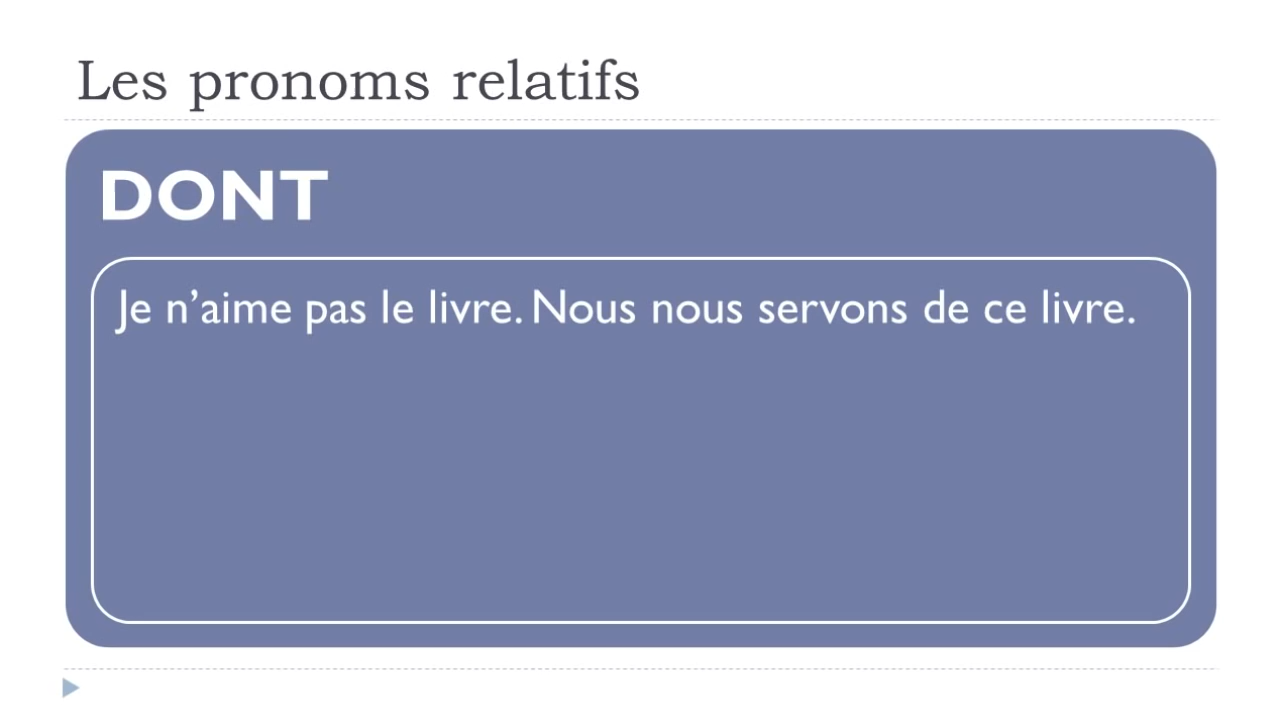 Les pronoms relatifs
DONT
Je n’aime pas le livre. Nous nous servons de ce livre.